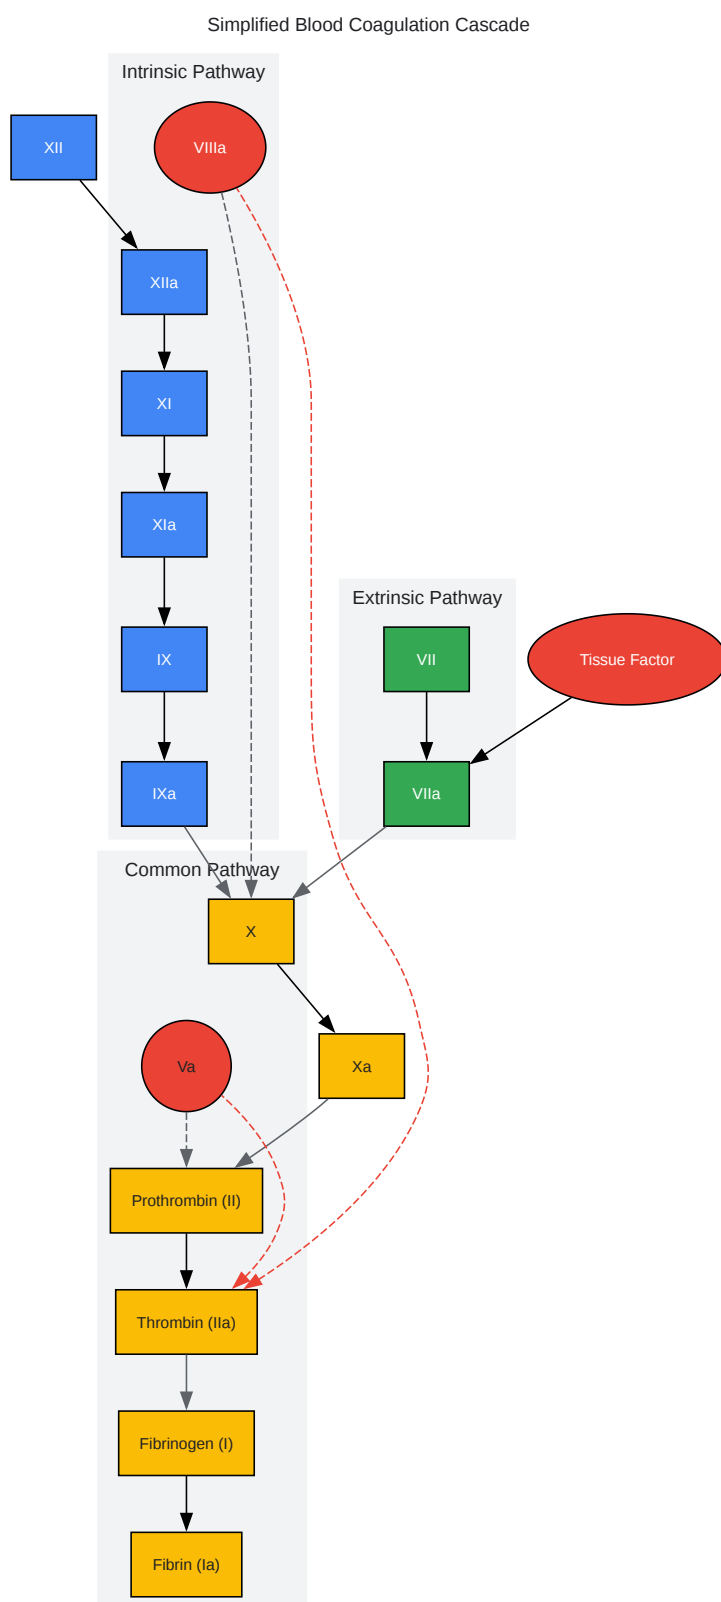 Simplified Blood Coagulation Cascade
Intrinsic Pathway
XII
VIIIa
XIIa
XI
XIa
Extrinsic Pathway
IX
VII
Tissue Factor
IXa
VIIa
Common Pathway
X
Va
Xa
Prothrombin (II)
Thrombin (IIa)
Fibrinogen (I)
Fibrin (Ia)